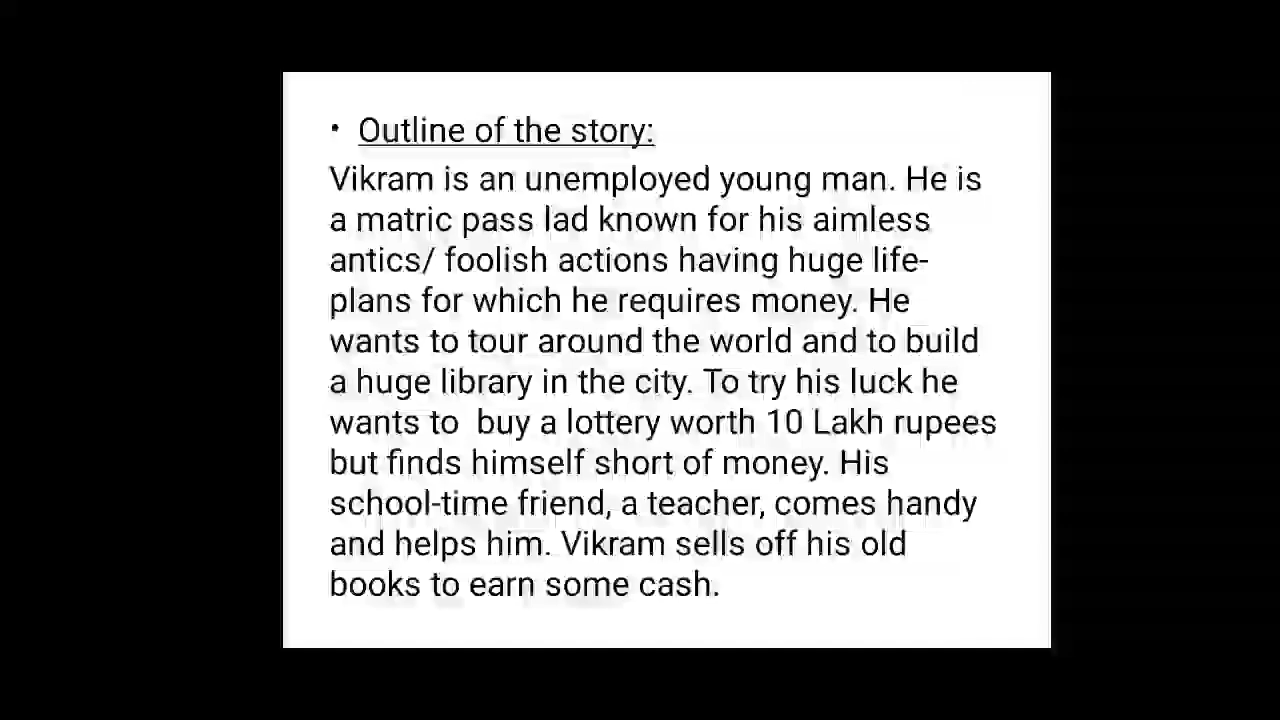 • Outline of the story:
Vikram is an unemployed young man. He is
a matric pass lad known for his aimless
antics/ foolish actions having huge life-
plans for which he requires money. He
wants to tour around the world and to build
a huge library in the city. To try his luck he
wants to  buy a lottery worth 10 Lakh rupees
but finds himself short of money. His
school-time friend, a teacher, comes handy
and helps him. Vikram sells off his old
books to earn some cash.